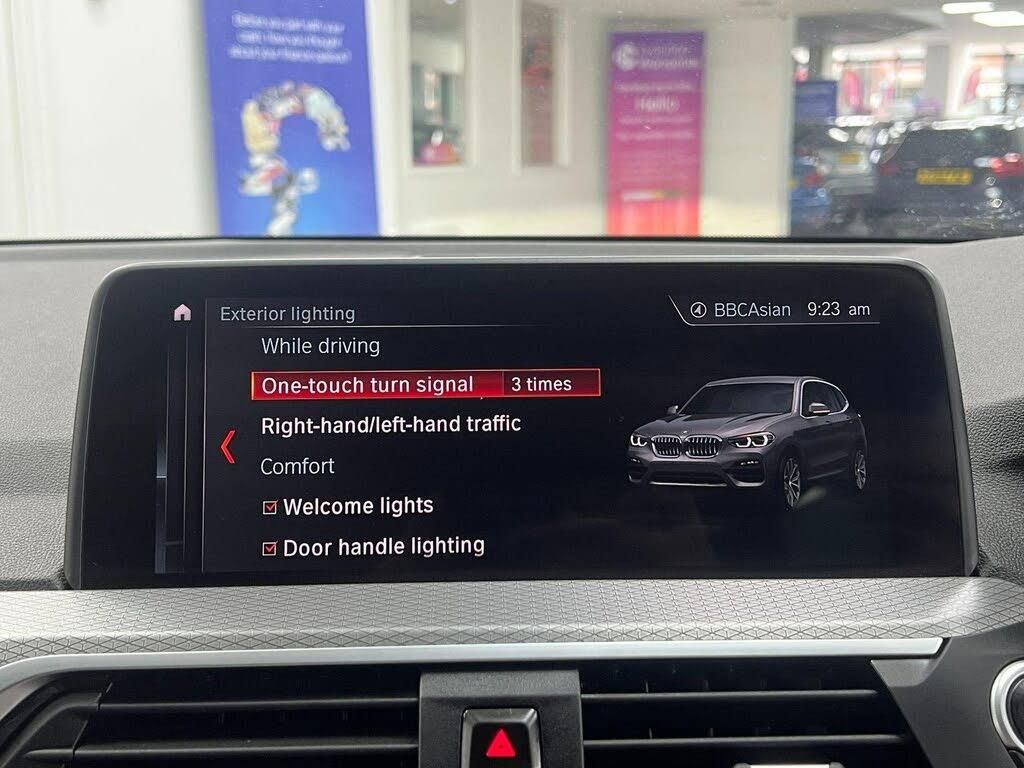 Hello
Exterior lighting
BBCAsian 9:23 am
While driving
One-touch turn signal 3 times
Right-hand/left-hand traffic
Comfort
Welcome lights
Door handle lighting